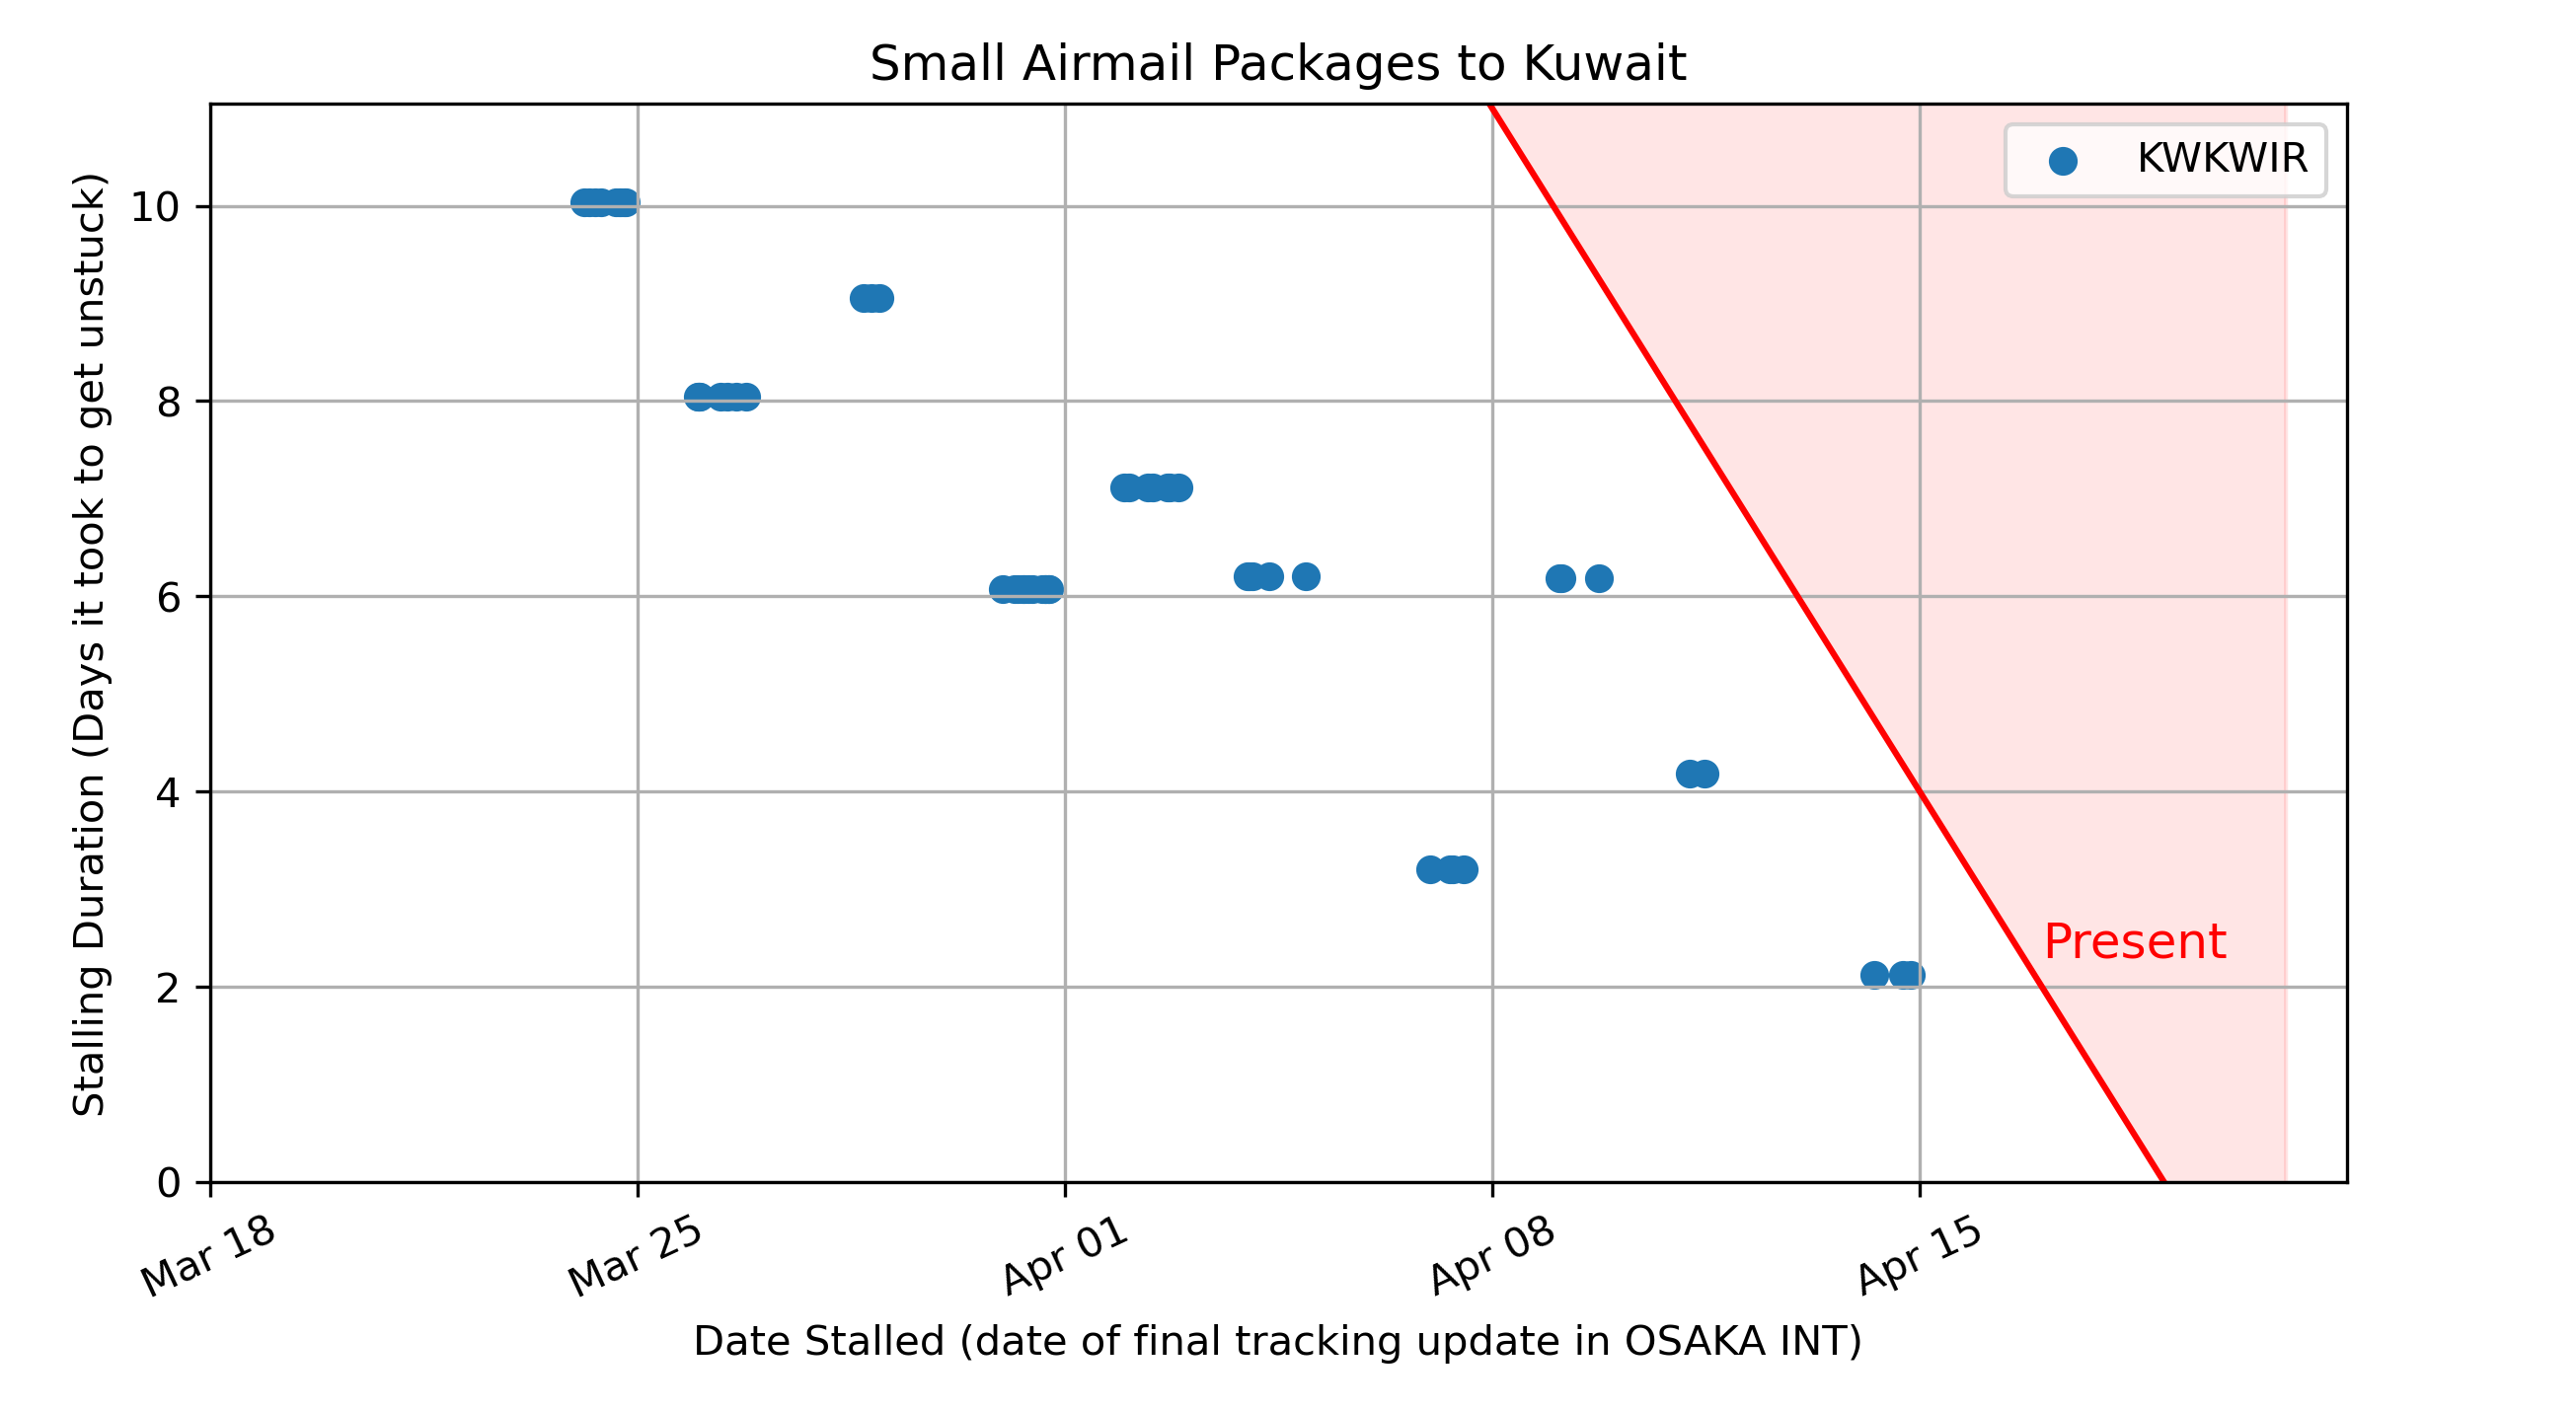 Small Airmail Packages to Kuwait
KWKWIR
Stalling Duration (Days it took to get unstuck)
10
8
6
4
2
0
Present
Mar 18
Mar 25
Apr 01
Apr 08
Apr 15
Date Stalled (date of final tracking update in OSAKA INT)